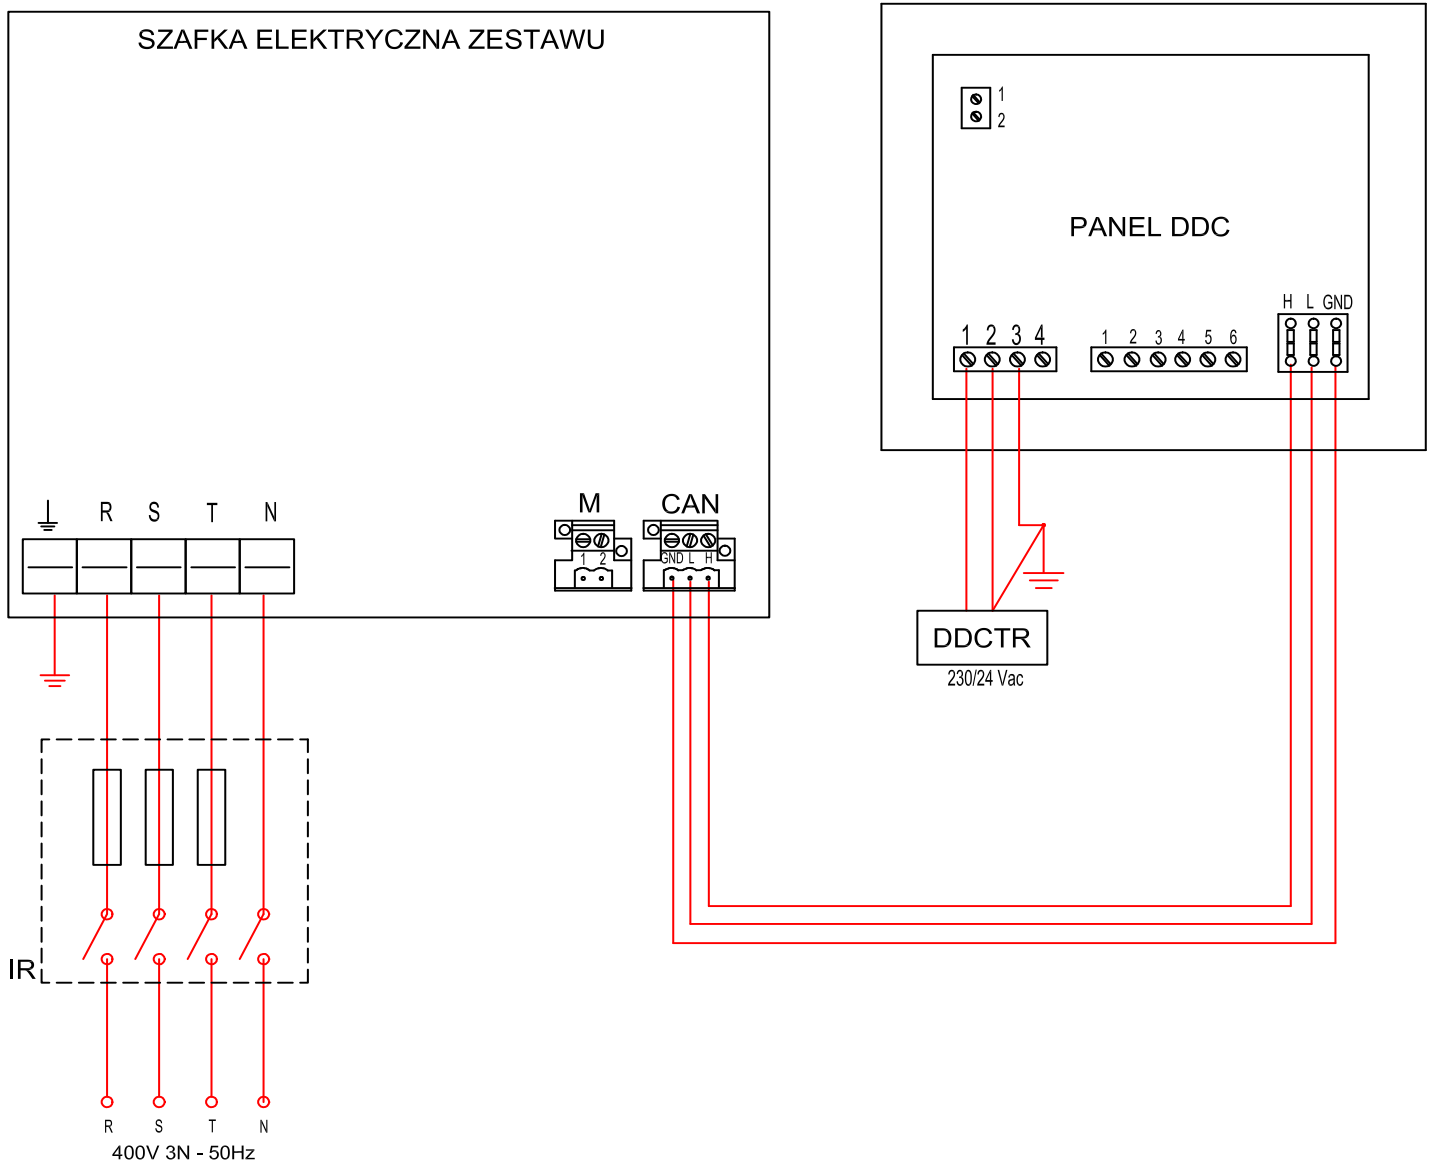 SZAFKA ELEKTRYCZNA ZESTAWU
1
2
PANEL DDC
H L GND
1 2 3 4
1 2 3 4 5 6
R S T N
M
CAN
1 2
GND L H
DDCTR
230/24 Vac
IR
R S T N
400V 3N - 50Hz